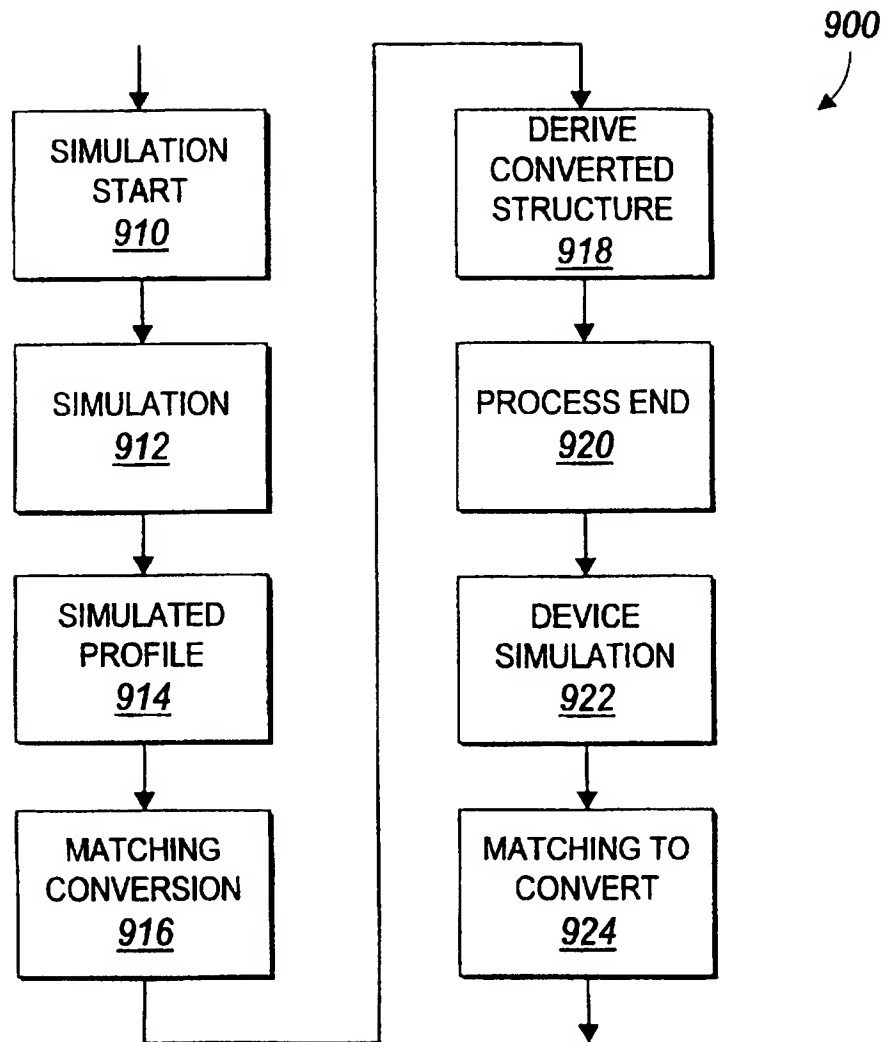 900
SIMULATION
START
910
SIMULATION
912
SIMULATED
PROFILE
914
MATCHING
CONVERSION
916
DERIVE
CONVERTED
STRUCTURE
918
PROCESS END
920
DEVICE
SIMULATION
922
MATCHING TO
CONVERT
924